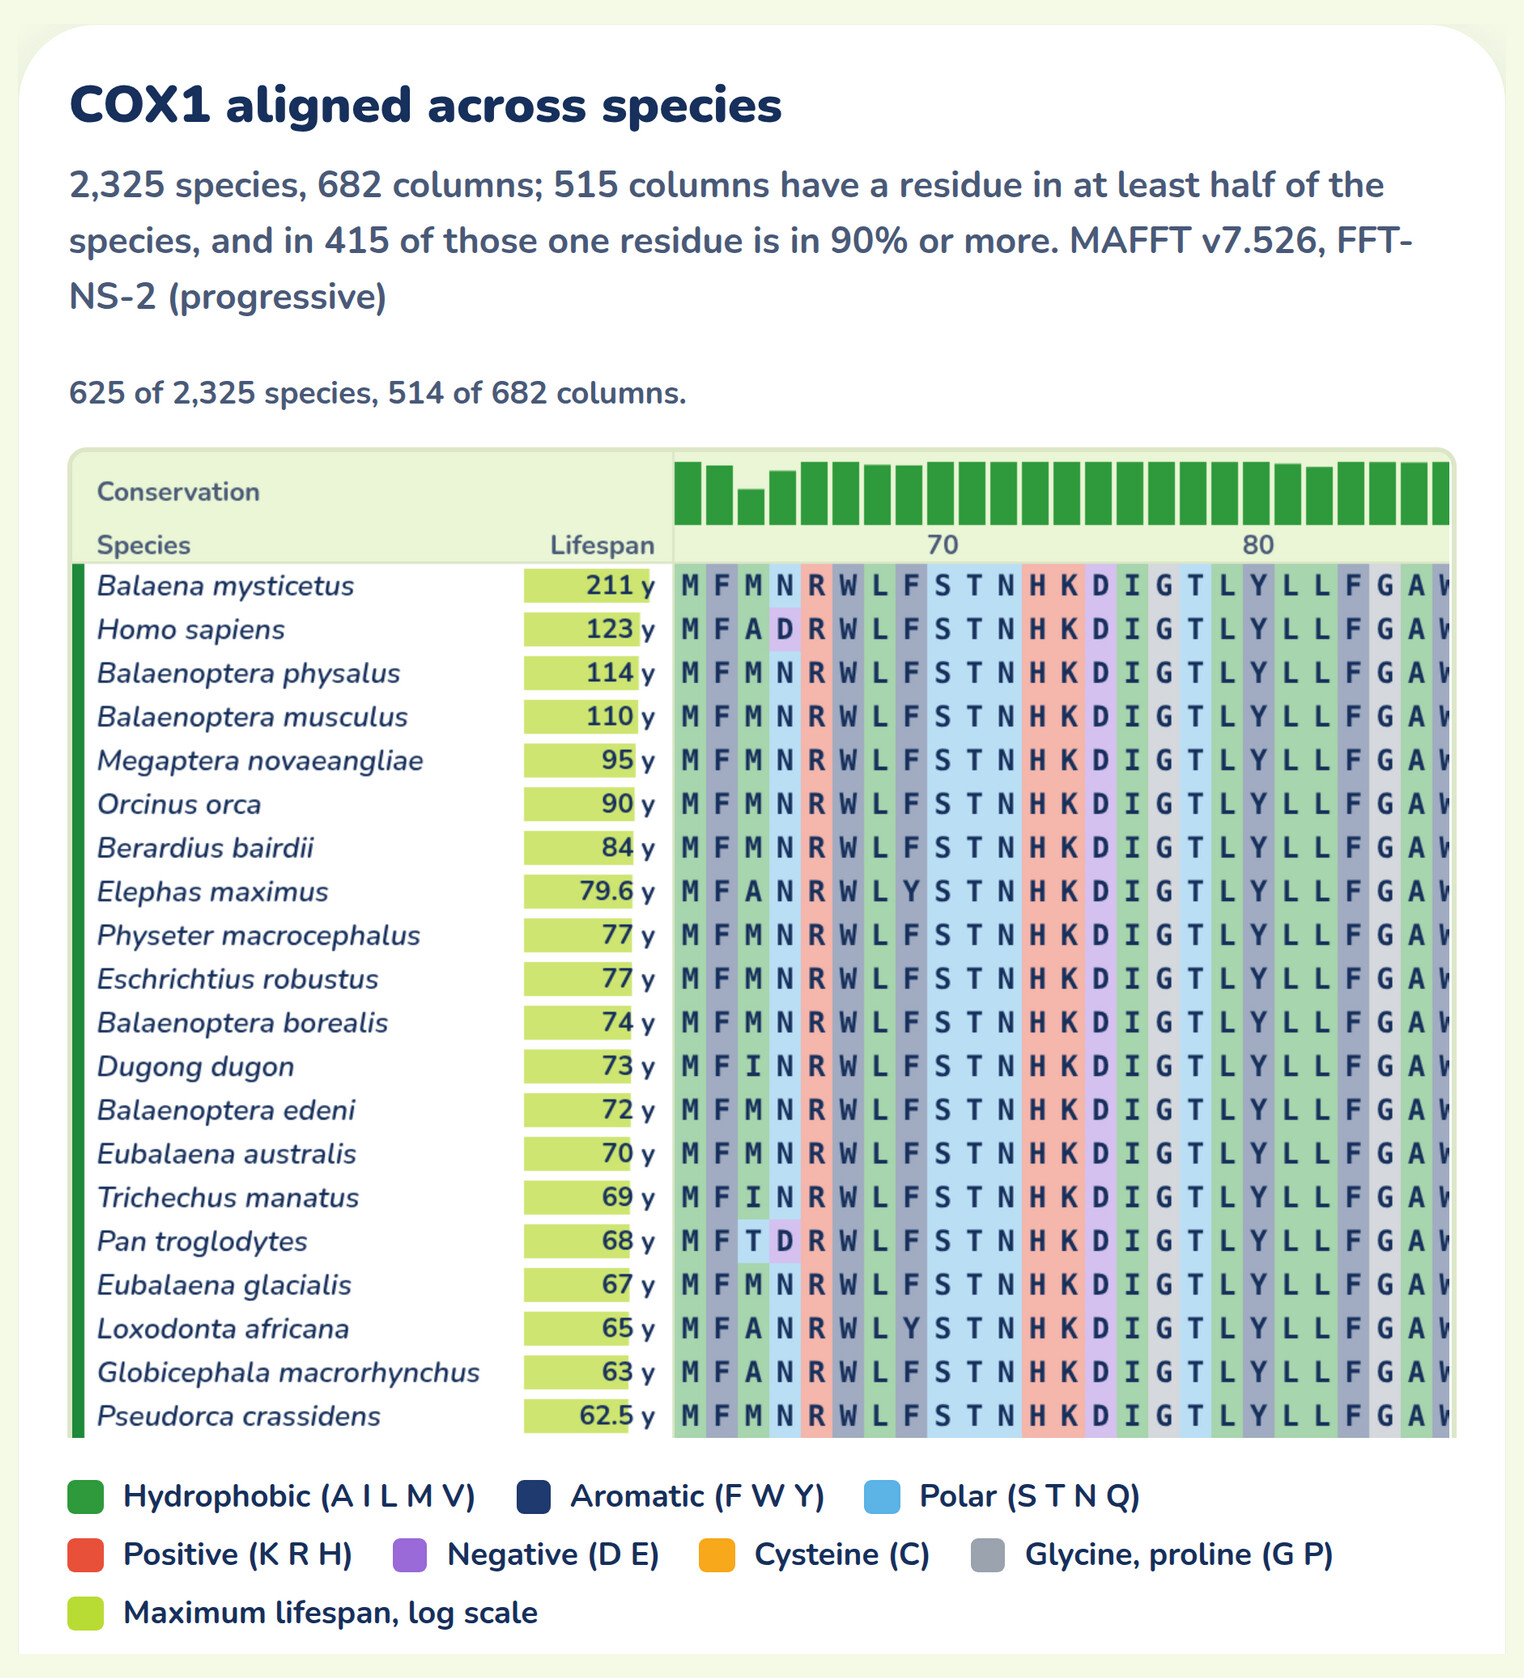 COX1 aligned across species
2,325 species, 682 columns; 515 columns have a residue in at least half of the
species, and in 415 of those one residue is in 90% or more. MAFFT v7.526, FFT-
NS-2 (progressive)
625 of 2,325 species, 514 of 682 columns.
Conservation
Species Lifespan 70 80
Balaena mysticetus 211 y M F M N R W L F S T N H K D I G T L Y L L F G A W
Homo sapiens 123 y M F A D R W L F S T N H K D I G T L Y L L F G A W
Balaenoptera physalus 114 y M F M N R W L F S T N H K D I G T L Y L L F G A W
Balaenoptera musculus 110 y M F M N R W L F S T N H K D I G T L Y L L F G A W
Megaptera novaeangliae 95 y M F M N R W L F S T N H K D I G T L Y L L F G A W
Orcinus orca 90 y M F M N R W L F S T N H K D I G T L Y L L F G A W
Berardius bairdii 84 y M F M N R W L F S T N H K D I G T L Y L L F G A W
Elephas maximus 79.6 y M F A N R W L Y S T N H K D I G T L Y L L F G A W
Physeter macrocephalus 77 y M F M N R W L F S T N H K D I G T L Y L L F G A W
Eschrichtius robustus 77 y M F M N R W L F S T N H K D I G T L Y L L F G A W
Balaenoptera borealis 74 y M F M N R W L F S T N H K D I G T L Y L L F G A W
Dugong dugon 73 y M F I N R W L F S T N H K D I G T L Y L L F G A W
Balaenoptera edeni 72 y M F M N R W L F S T N H K D I G T L Y L L F G A W
Eubalaena australis 70 y M F M N R W L F S T N H K D I G T L Y L L F G A W
Trichechus manatus 69 y M F I N R W L F S T N H K D I G T L Y L L F G A W
Pan troglodytes 68 y M F T D R W L F S T N H K D I G T L Y L L F G A W
Eubalaena glacialis 67 y M F M N R W L F S T N H K D I G T L Y L L F G A W
Loxodonta africana 65 y M F A N R W L Y S T N H K D I G T L Y L L F G A W
Globicephala macrorhynchus 63 y M F A N R W L F S T N H K D I G T L Y L L F G A W
Pseudorca crassidens 62.5 y M F M N R W L F S T N H K D I G T L Y L L F G A W
Hydrophobic (A I L M V) Aromatic (F W Y) Polar (S T N Q)
Positive (K R H) Negative (D E) Cysteine (C) Glycine, proline (G P)
Maximum lifespan, log scale